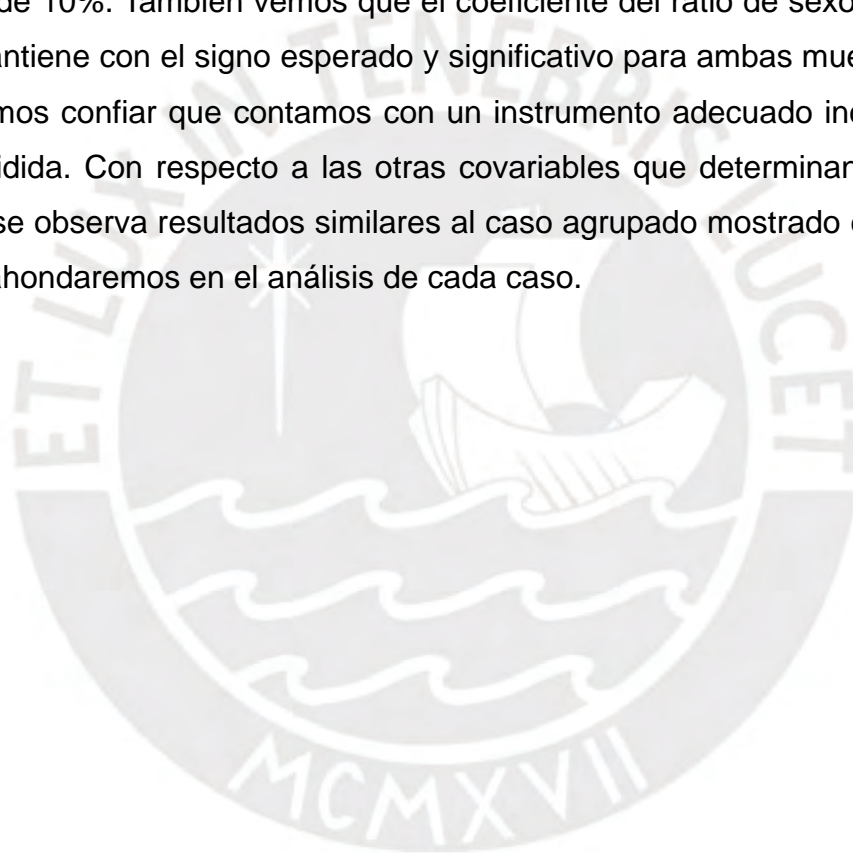 de 10%. También vemos que el coeficiente del ratio de sexo
antiene con el signo esperado y significativo para ambas mue
mos confiar que contamos con un instrumento adecuado inc
idida. Con respecto a las otras covariables que determinan
se observa resultados similares al caso agrupado mostrado
ahondaremos en el análisis de cada caso.
ET LUX IN TENEBRIS LUCET
MCMXVII